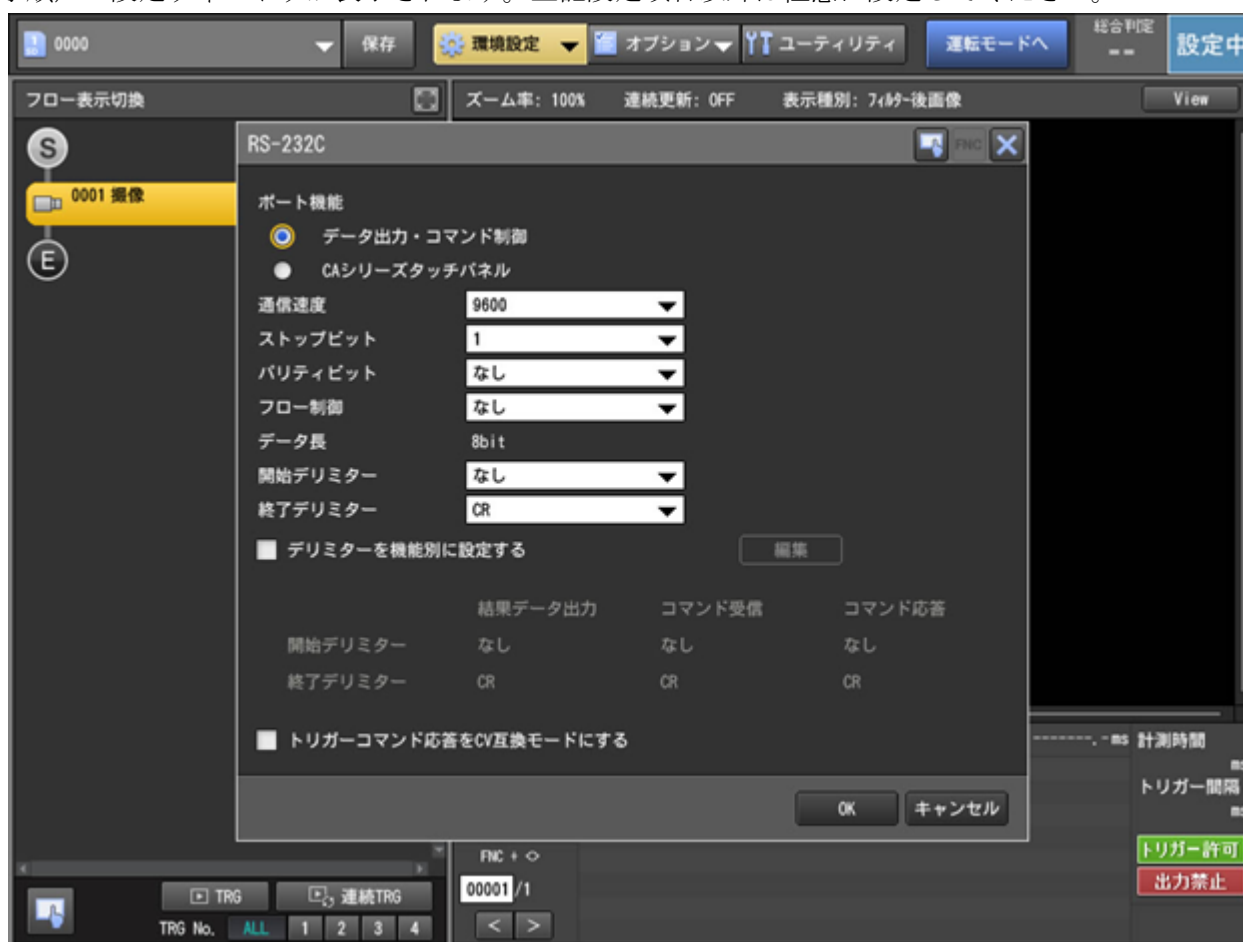 0000 保存 環境設定 オプション ユーティリティ 運転モードへ 総合判定 -- 設定中
フロー表示切換 ズーム率: 100% 連続更新: OFF 表示種別: フィルター後画像 View
S
0001 撮像
E
RS-232C FNC
ポート機能
データ出力・コマンド制御
CAシリーズタッチパネル
通信速度 9600
ストップビット 1
パリティビット なし
フロー制御 なし
データ長 8bit
開始デリミター なし
終了デリミター CR
デリミターを機能別に設定する 編集
結果データ出力 コマンド受信 コマンド応答
開始デリミター なし なし なし
終了デリミター CR CR CR
トリガーコマンド応答をCV互換モードにする
OK キャンセル
-------.-ms 計測時間
ms
トリガー間隔
ms
トリガー許可
出力禁止
FNC +
00001 /1
< >
TRG 連続TRG
TRG No. ALL 1 2 3 4